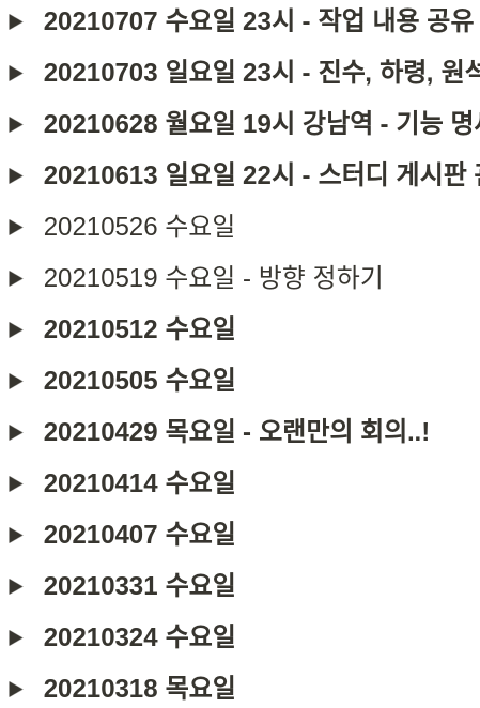 ▶ 20210707 수요일 23시 - 작업 내용 공유
▶ 20210703 일요일 23시 - 진수, 하령, 원석
▶ 20210628 월요일 19시 강남역 - 기능
▶ 20210613 일요일 22시 - 스터디 게시판
▶ 20210526 수요일
▶ 20210519 수요일 - 방향 정하기
▶ 20210512 수요일
▶ 20210505 수요일
▶ 20210429 목요일 - 오랜만의 회의..!
▶ 20210414 수요일
▶ 20210407 수요일
▶ 20210331 수요일
▶ 20210324 수요일
▶ 20210318 목요일